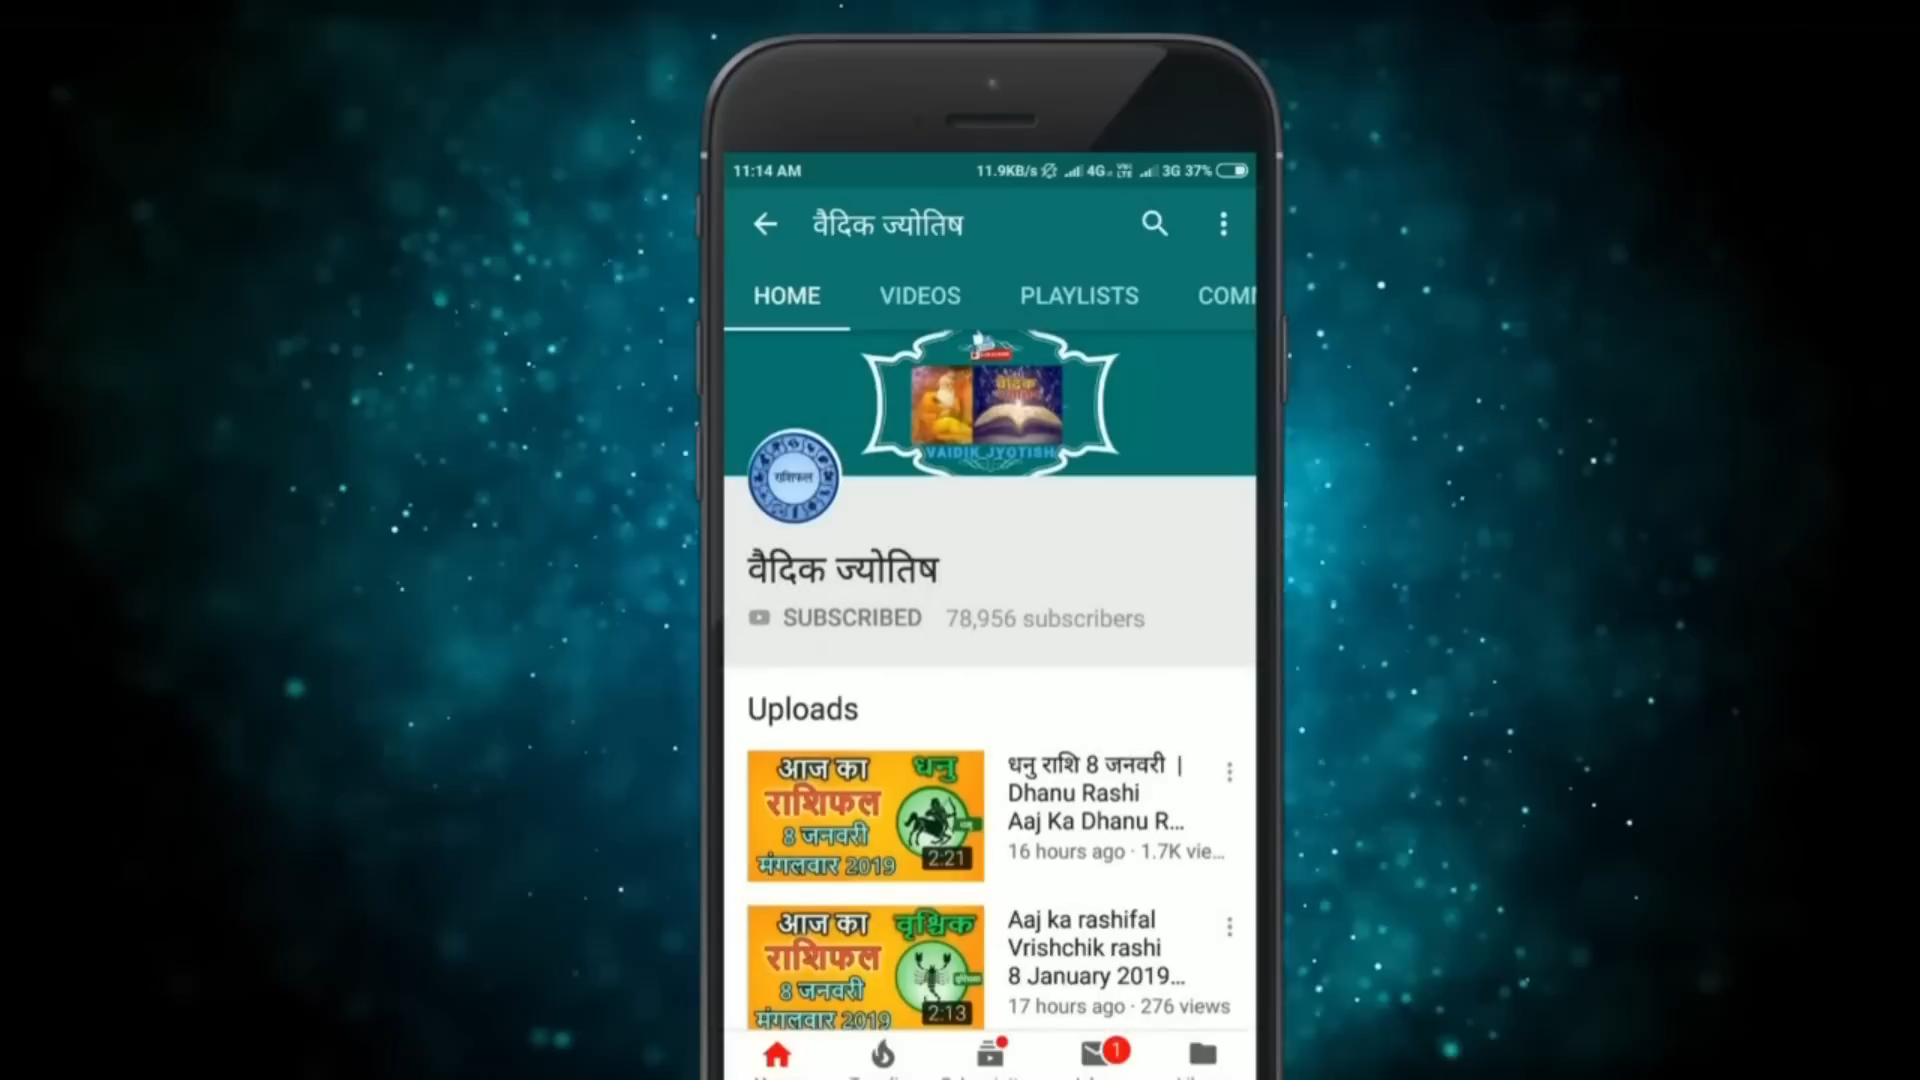 11:14 AM 11.9KB/s 4G 3G 37%
वैदिक ज्योतिष
HOME VIDEOS PLAYLISTS
वैदिक
VAIDIK JYOTISH
राशिफल
वैदिक ज्योतिष
SUBSCRIBED 78,956 subscribers
Uploads
आज का धनु
राशिफल
8 जनवरी
मंगलवार 2019
2:21
धनु राशि 8 जनवरी |
Dhanu Rashi
Aaj Ka Dhanu R...
16 hours ago · 1.7K vie...
आज का वृश्चिक
राशिफल
8 जनवरी
मंगलवार 2019
2:13
Aaj ka rashifal
Vrishchik rashi
8 January 2019...
17 hours ago · 276 views
1